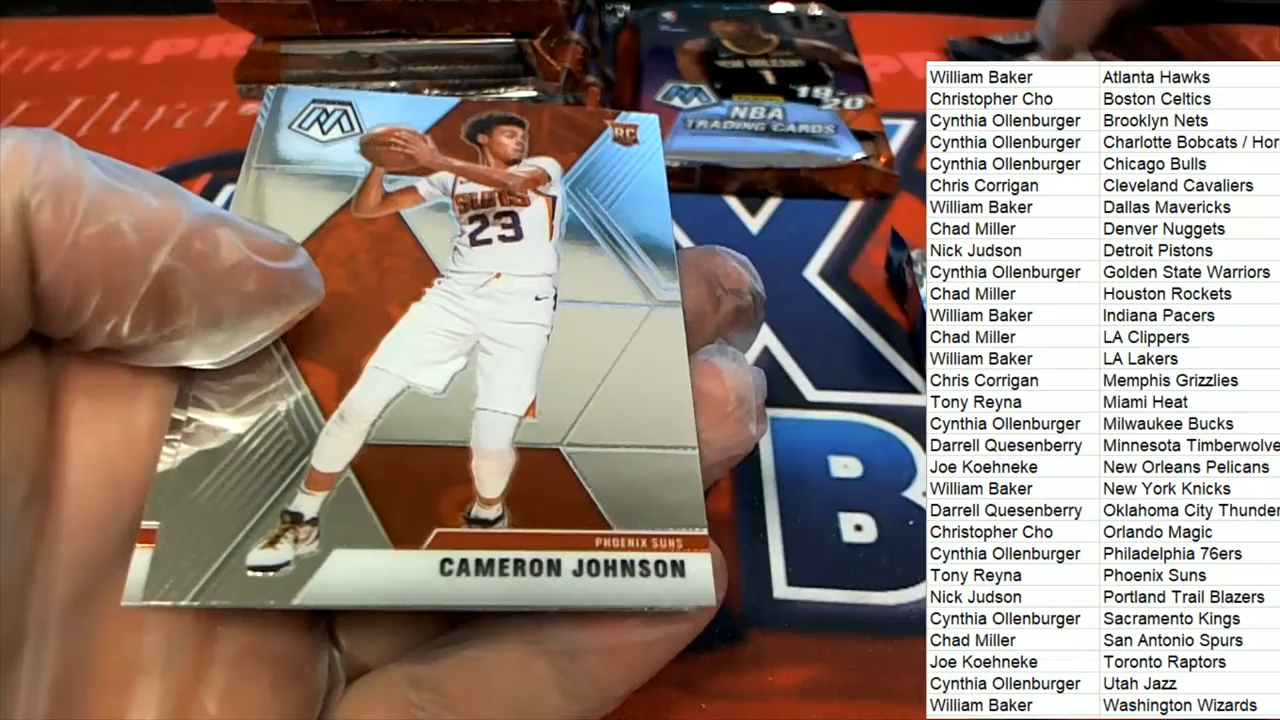 NEW ORLEANS
1
19-20
NBA
TRADING CARDS
RC
SUNS
23
PHOENIX SUNS
CAMERON JOHNSON
X
B
William Baker Atlanta Hawks
Christopher Cho Boston Celtics
Cynthia Ollenburger Brooklyn Nets
Cynthia Ollenburger Charlotte Bobcats / Hor
Cynthia Ollenburger Chicago Bulls
Chris Corrigan Cleveland Cavaliers
William Baker Dallas Mavericks
Chad Miller Denver Nuggets
Nick Judson Detroit Pistons
Cynthia Ollenburger Golden State Warriors
Chad Miller Houston Rockets
William Baker Indiana Pacers
Chad Miller LA Clippers
William Baker LA Lakers
Chris Corrigan Memphis Grizzlies
Tony Reyna Miami Heat
Cynthia Ollenburger Milwaukee Bucks
Darrell Quesenberry Minnesota Timberwolve
Joe Koehneke New Orleans Pelicans
William Baker New York Knicks
Darrell Quesenberry Oklahoma City Thunder
Christopher Cho Orlando Magic
Cynthia Ollenburger Philadelphia 76ers
Tony Reyna Phoenix Suns
Nick Judson Portland Trail Blazers
Cynthia Ollenburger Sacramento Kings
Chad Miller San Antonio Spurs
Joe Koehneke Toronto Raptors
Cynthia Ollenburger Utah Jazz
William Baker Washington Wizards